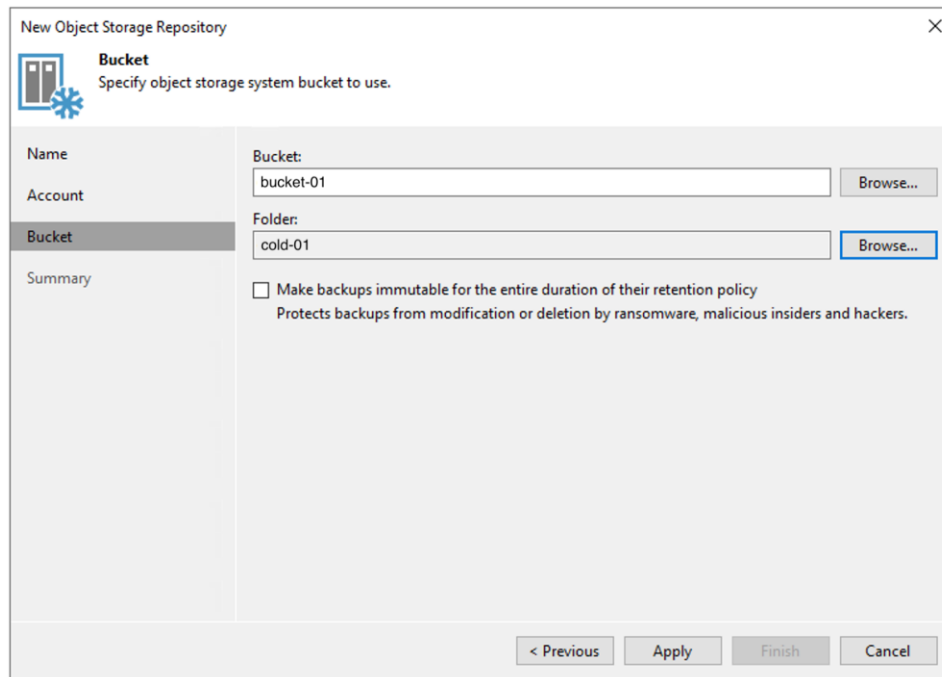 New Object Storage Repository
Bucket
Specify object storage system bucket to use.
Name
Account
Bucket
Summary
Bucket:
bucket-01
Browse...
Folder:
cold-01
Browse...
Make backups immutable for the entire duration of their retention policy
Protects backups from modification or deletion by ransomware, malicious insiders and hackers.
< Previous
Apply
Finish
Cancel